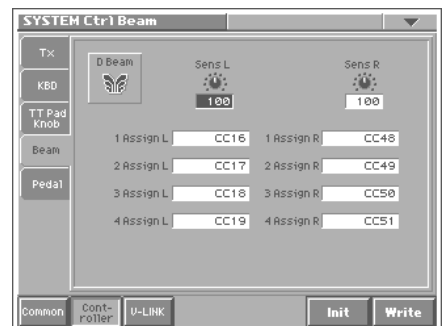 SYSTEM Ctrl Beam
Tx
KBD
TT Pad
Knob
Beam
Pedal
D Beam
Sens L
100
Sens R
100
1 Assign L CC16 1 Assign R CC48
2 Assign L CC17 2 Assign R CC49
3 Assign L CC18 3 Assign R CC50
4 Assign L CC19 4 Assign R CC51
Common
Cont-
roller
V-LINK
Init
Write